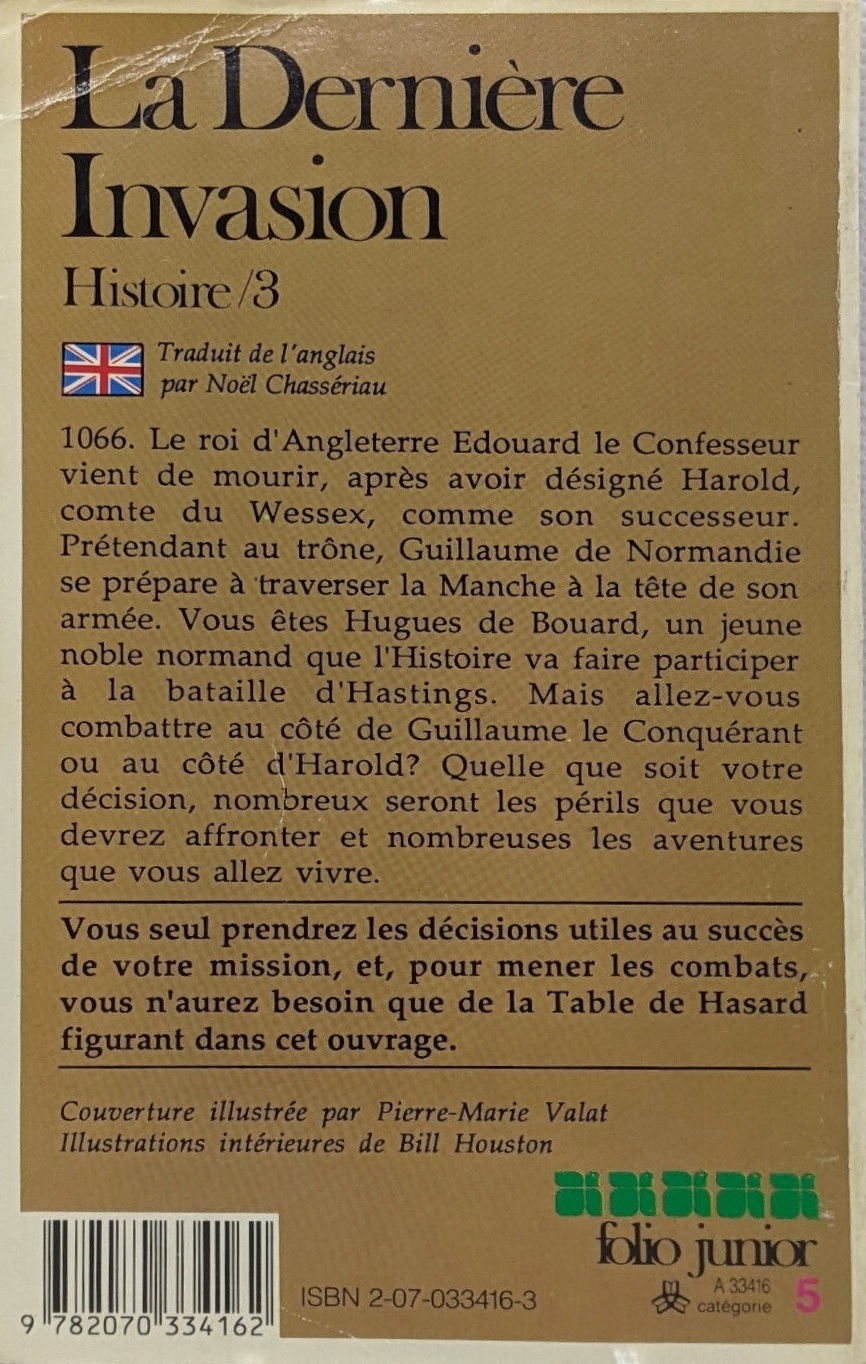 La Dernière
Invasion
Histoire/3
Traduit de l'anglais
par Noël Chassériau
1066. Le roi d'Angleterre Edouard le Confesseur
vient de mourir, après avoir désigné Harold,
comte du Wessex, comme son successeur.
Prétendant au trône, Guillaume de Normandie
se prépare à traverser la Manche à la tête de son
armée. Vous êtes Hugues de Bouard, un jeune
noble normand que l'Histoire va faire participer
à la bataille d'Hastings. Mais allez-vous
combattre au côté de Guillaume le Conquérant
ou au côté d'Harold? Quelle que soit votre
décision, nombreux seront les périls que vous
devrez affronter et nombreuses les aventures
que vous allez vivre.
Vous seul prendrez les décisions utiles au succès
de votre mission, et, pour mener les combats,
vous n'aurez besoin que de la Table de Hasard
figurant dans cet ouvrage.
Couverture illustrée par Pierre-Marie Valat
Illustrations intérieures de Bill Houston
folio junior
A 33416
catégorie 5
ISBN 2-07-033416-3
9 782070 334162